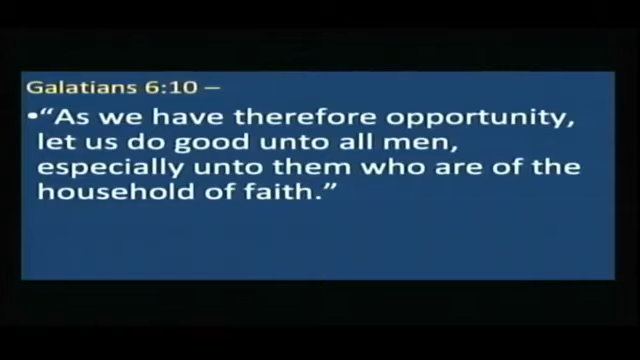 Galatians 6:10 –
•“As we have therefore opportunity,
let us do good unto all men,
especially unto them who are of the
household of faith.”